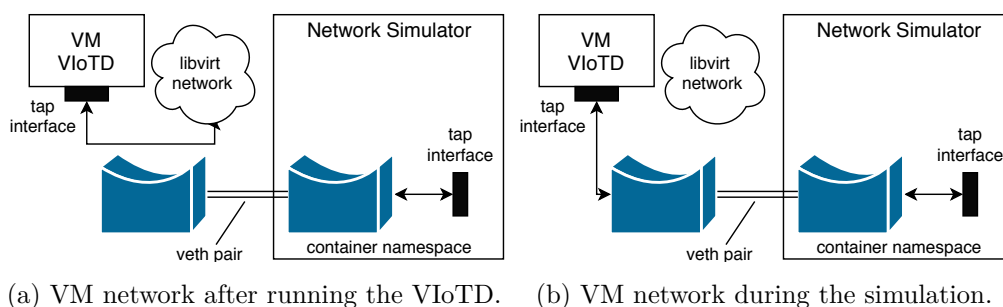 VM
VIoTD
libvirt
network
tap
interface
Network Simulator
tap
interface
veth pair
container namespace
(a) VM network after running the VIoTD.
VM
VIoTD
libvirt
network
tap
interface
Network Simulator
tap
interface
veth pair
container namespace
(b) VM network during the simulation.